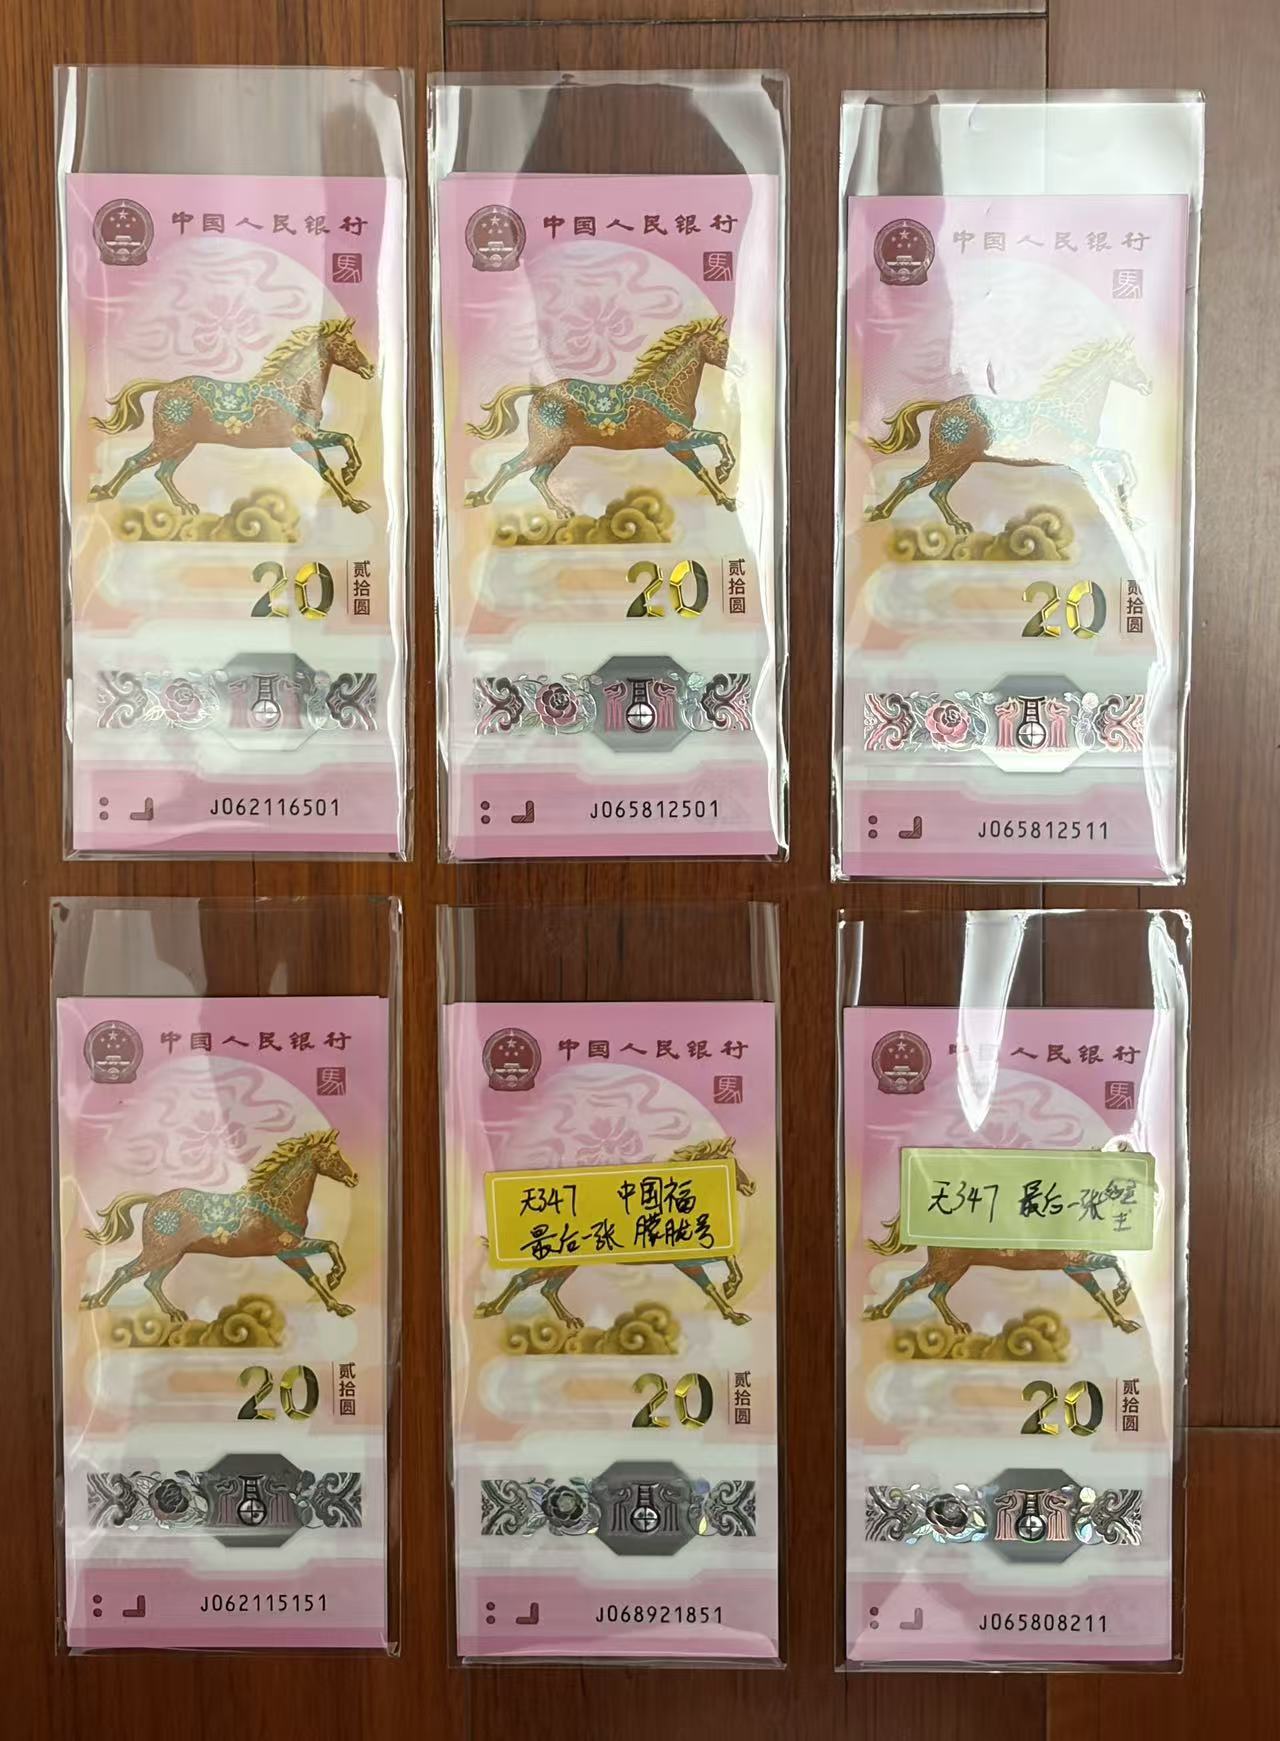 中国人民银行
馬
20
贰拾圆
J062116501
中国人民银行
馬
20
贰拾圆
J065812501
中国人民银行
馬
20
贰拾圆
J065812511
中国人民银行
馬
20
贰拾圆
J062115151
中国人民银行
馬
无347 中国福
最后一张 朦胧号
20
贰拾圆
J068921851
中国人民银行
馬
无347 最后一张
20
贰拾圆
J065808211